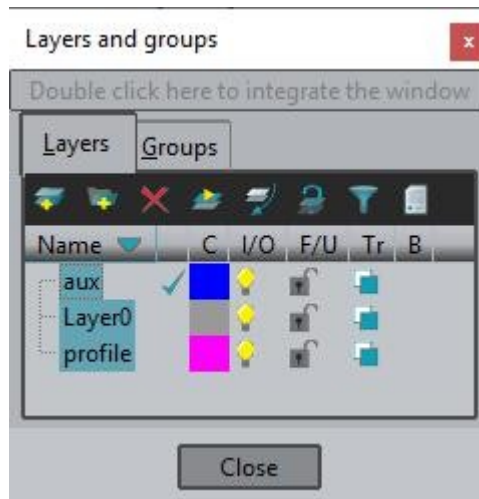 Layers and groups
x
Double click here to integrate the window
Layers Groups
Name C I/O F/U Tr B
aux
Layer0
profile
Close